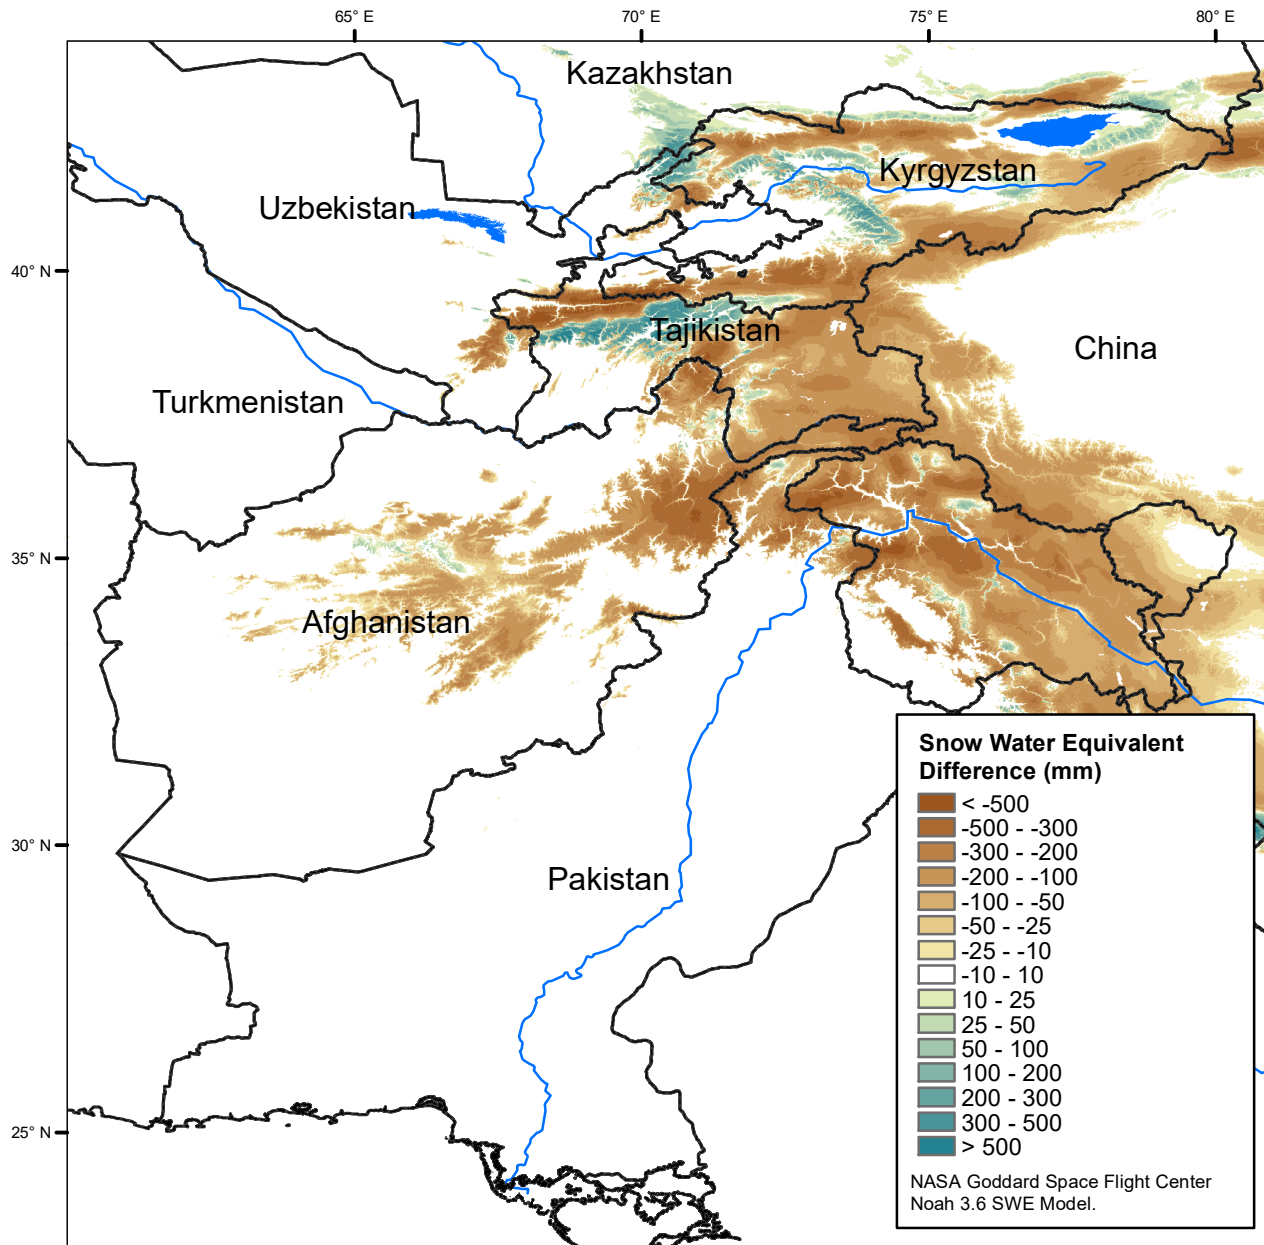 65° E
70° E
75° E
80° E
Kazakhstan
Kyrgyzstan
Uzbekistan
40° N
Tajikistan
China
Turkmenistan
35° N
Afghanistan
Snow Water Equivalent
Difference (mm)
< -500
-500 - -300
-300 - -200
-200 - -100
-100 - -50
-50 - -25
-25 - -10
-10 - 10
10 - 25
25 - 50
50 - 100
100 - 200
200 - 300
300 - 500
> 500
NASA Goddard Space Flight Center
Noah 3.6 SWE Model.
30° N
Pakistan
25° N